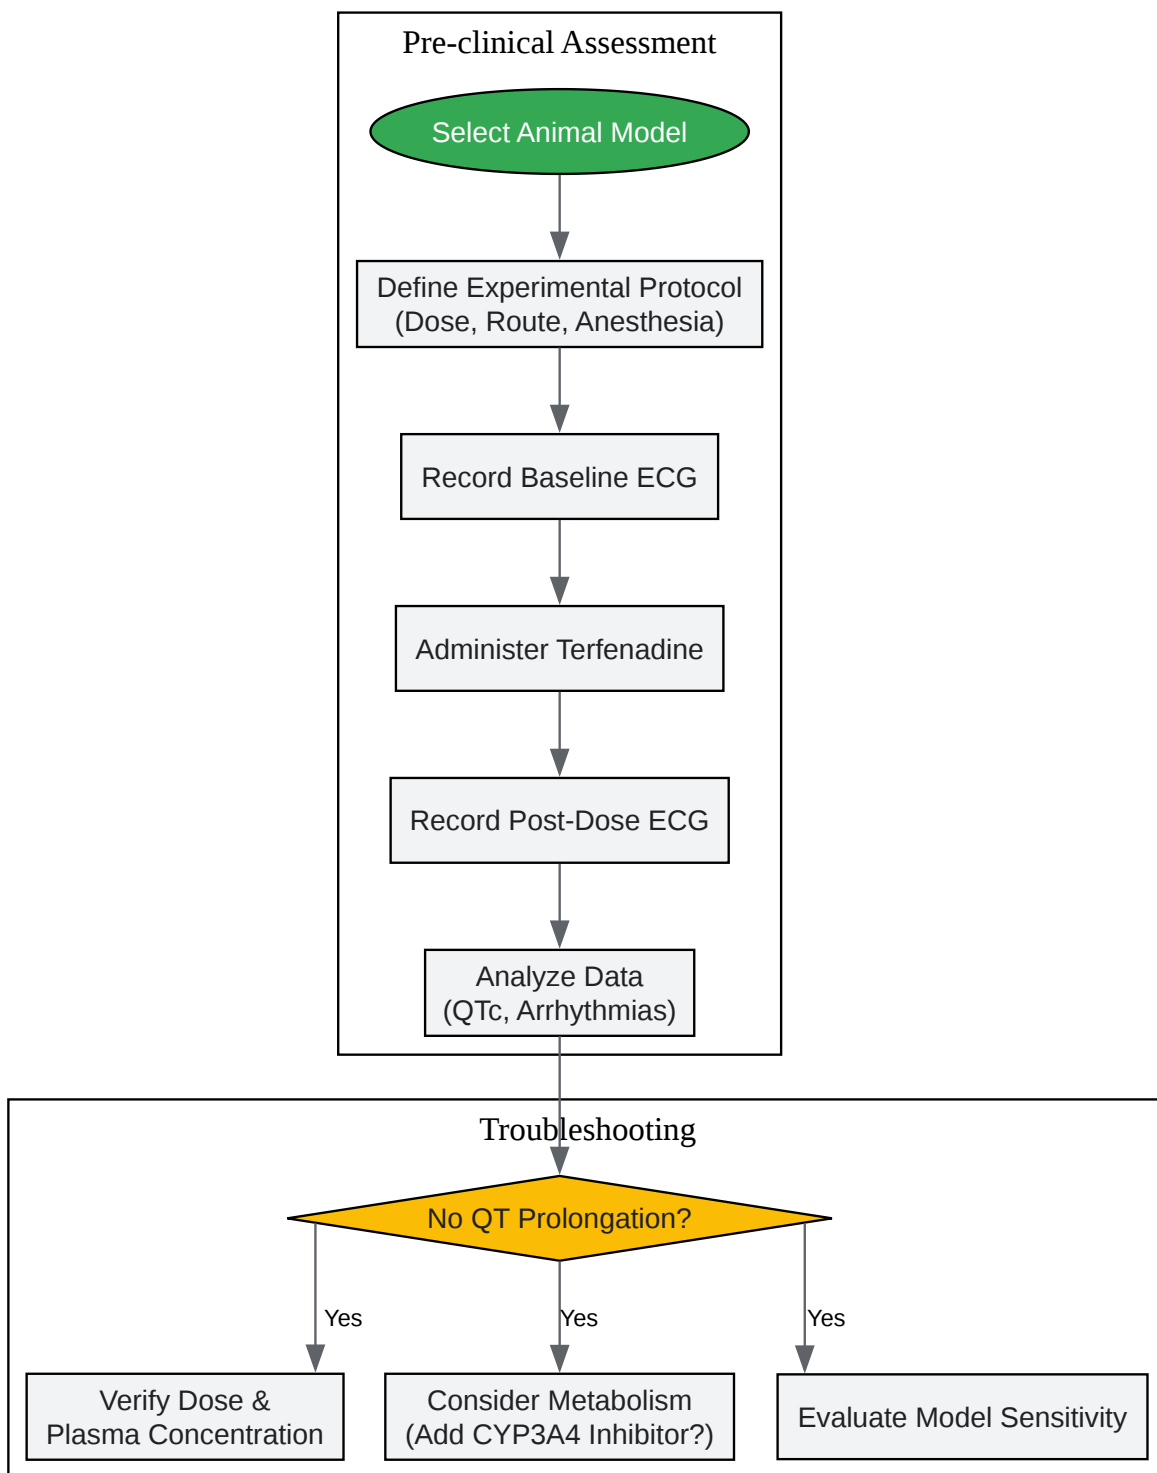 Pre-clinical Assessment
Select Animal Model
Define Experimental Protocol
(Dose, Route, Anesthesia)
Record Baseline ECG
Administer Terfenadine
Record Post-Dose ECG
Analyze Data
(QTc, Arrhythmias)
Troubleshooting
No QT Prolongation?
Yes
Yes
Yes
Verify Dose &
Plasma Concentration
Consider Metabolism
(Add CYP3A4 Inhibitor?)
Evaluate Model Sensitivity